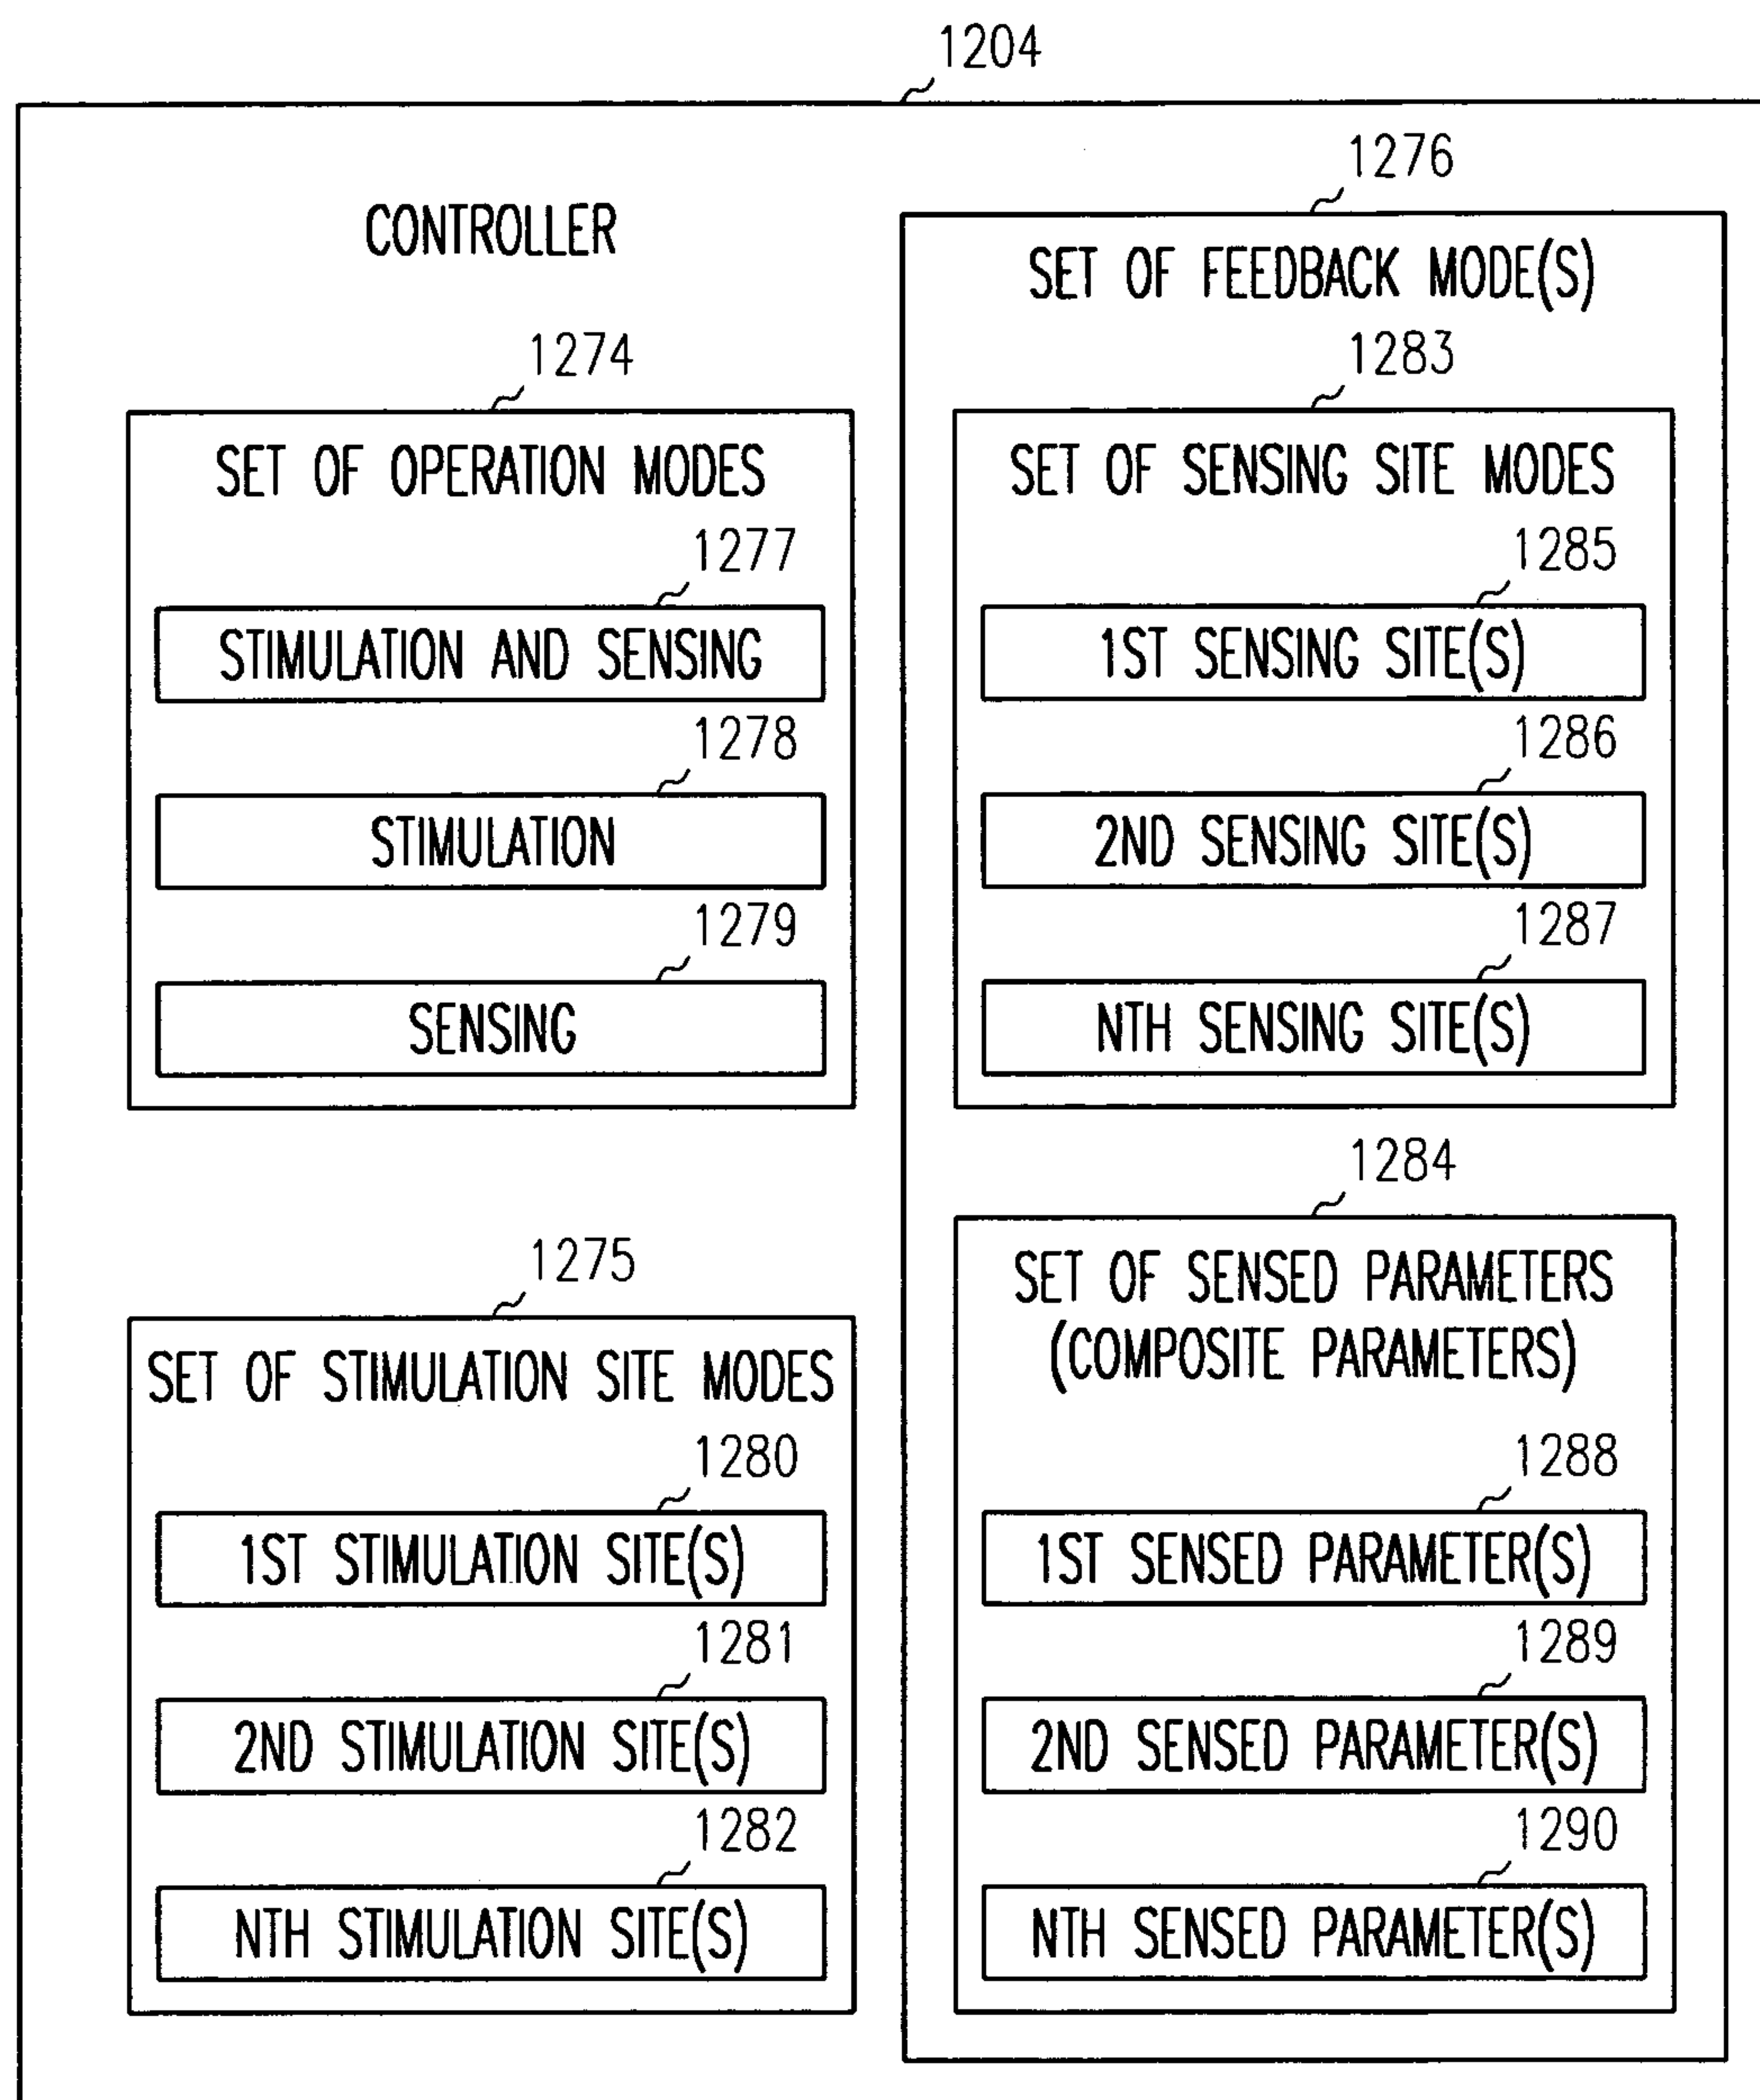 1204
CONTROLLER
1274
SET OF OPERATION MODES
1277
STIMULATION AND SENSING
1278
STIMULATION
1279
SENSING
1275
SET OF STIMULATION SITE MODES
1280
1ST STIMULATION SITE(S)
1281
2ND STIMULATION SITE(S)
1282
NTH STIMULATION SITE(S)
1276
SET OF FEEDBACK MODE(S)
1283
SET OF SENSING SITE MODES
1285
1ST SENSING SITE(S)
1286
2ND SENSING SITE(S)
1287
NTH SENSING SITE(S)
1284
SET OF SENSED PARAMETERS
(COMPOSITE PARAMETERS)
1288
1ST SENSED PARAMETER(S)
1289
2ND SENSED PARAMETER(S)
1290
NTH SENSED PARAMETER(S)